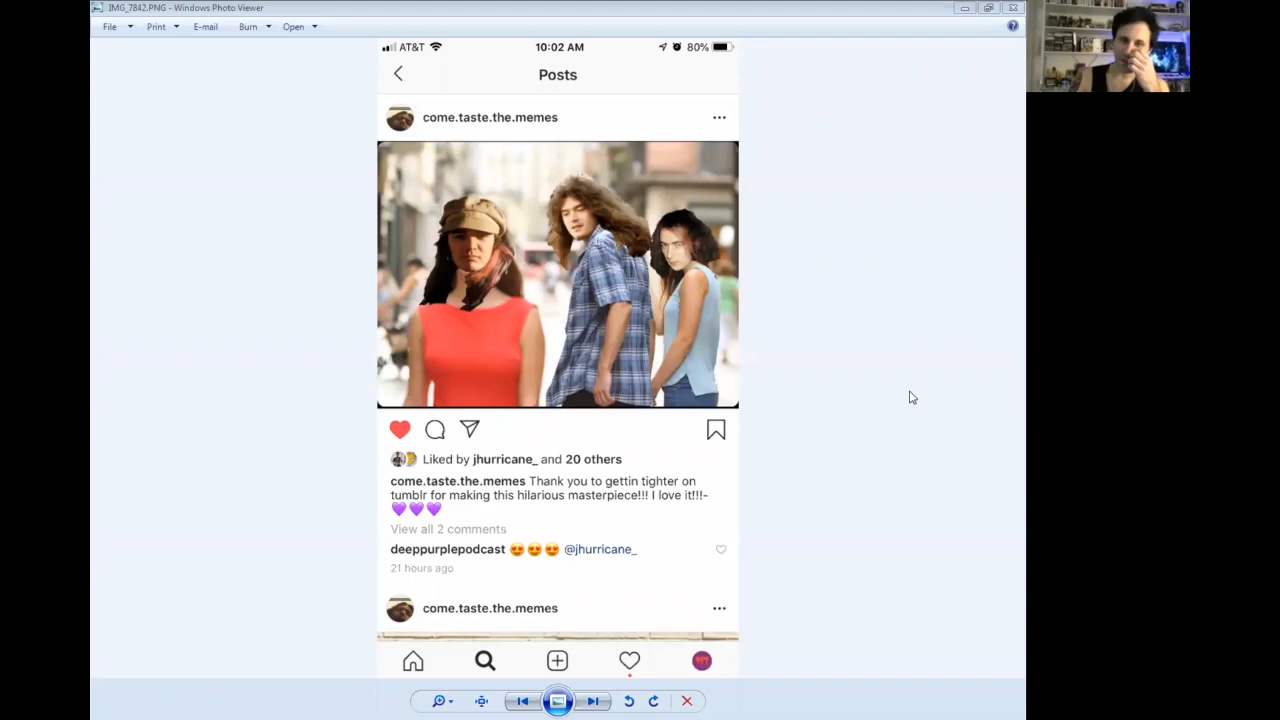 IMG_7842.PNG - Windows Photo Viewer
File Print E-mail Burn Open
AT&T 10:02 AM 80%
Posts
come.taste.the.memes
Liked by jhurricane_ and 20 others
come.taste.the.memes Thank you to gettin tighter on
tumblr for making this hilarious masterpiece!!! I love it!!!-
View all 2 comments
deeppurplepodcast @jhurricane_
21 hours ago
come.taste.the.memes